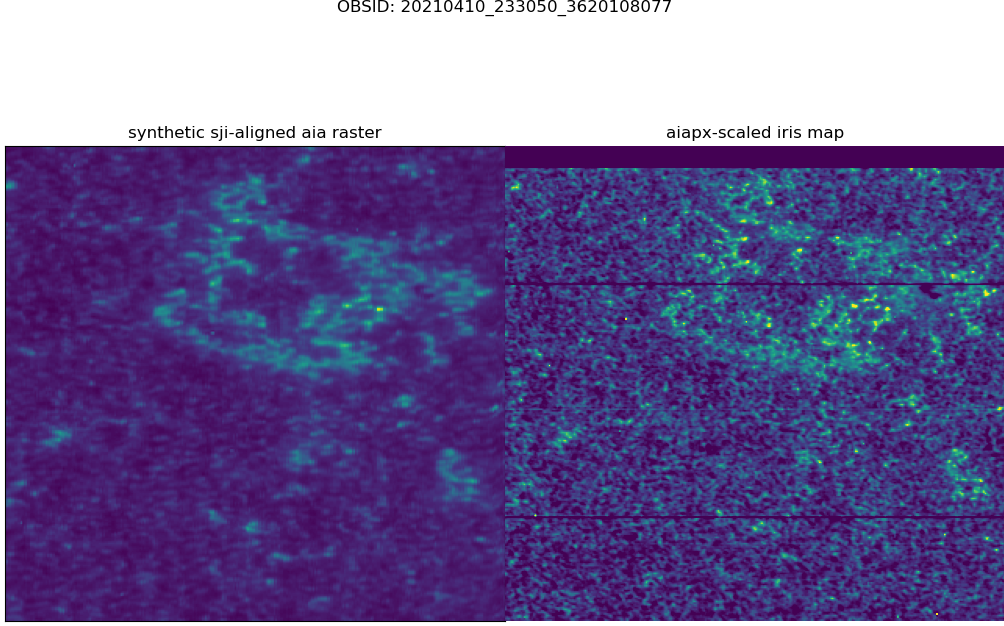 OBSID: 20210410_233050_3620108077
synthetic sji-aligned aia raster
aiapx-scaled iris map